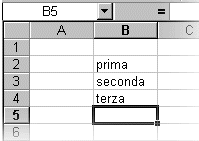 B5 =
A B C
1
2 prima
3 seconda
4 terza
5
6